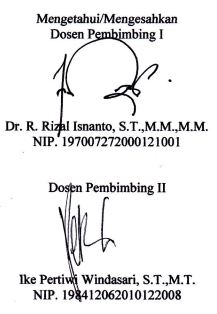 Mengetahui/Mengesahkan
Dosen Pembimbing I
Dr. R. Rizal Isnanto, S.T.,M.M.,M.M.
NIP. 197007272000121001
Dosen Pembimbing II
Ike Pertiwi Windasari, S.T.,M.T.
NIP. 198412062010122008